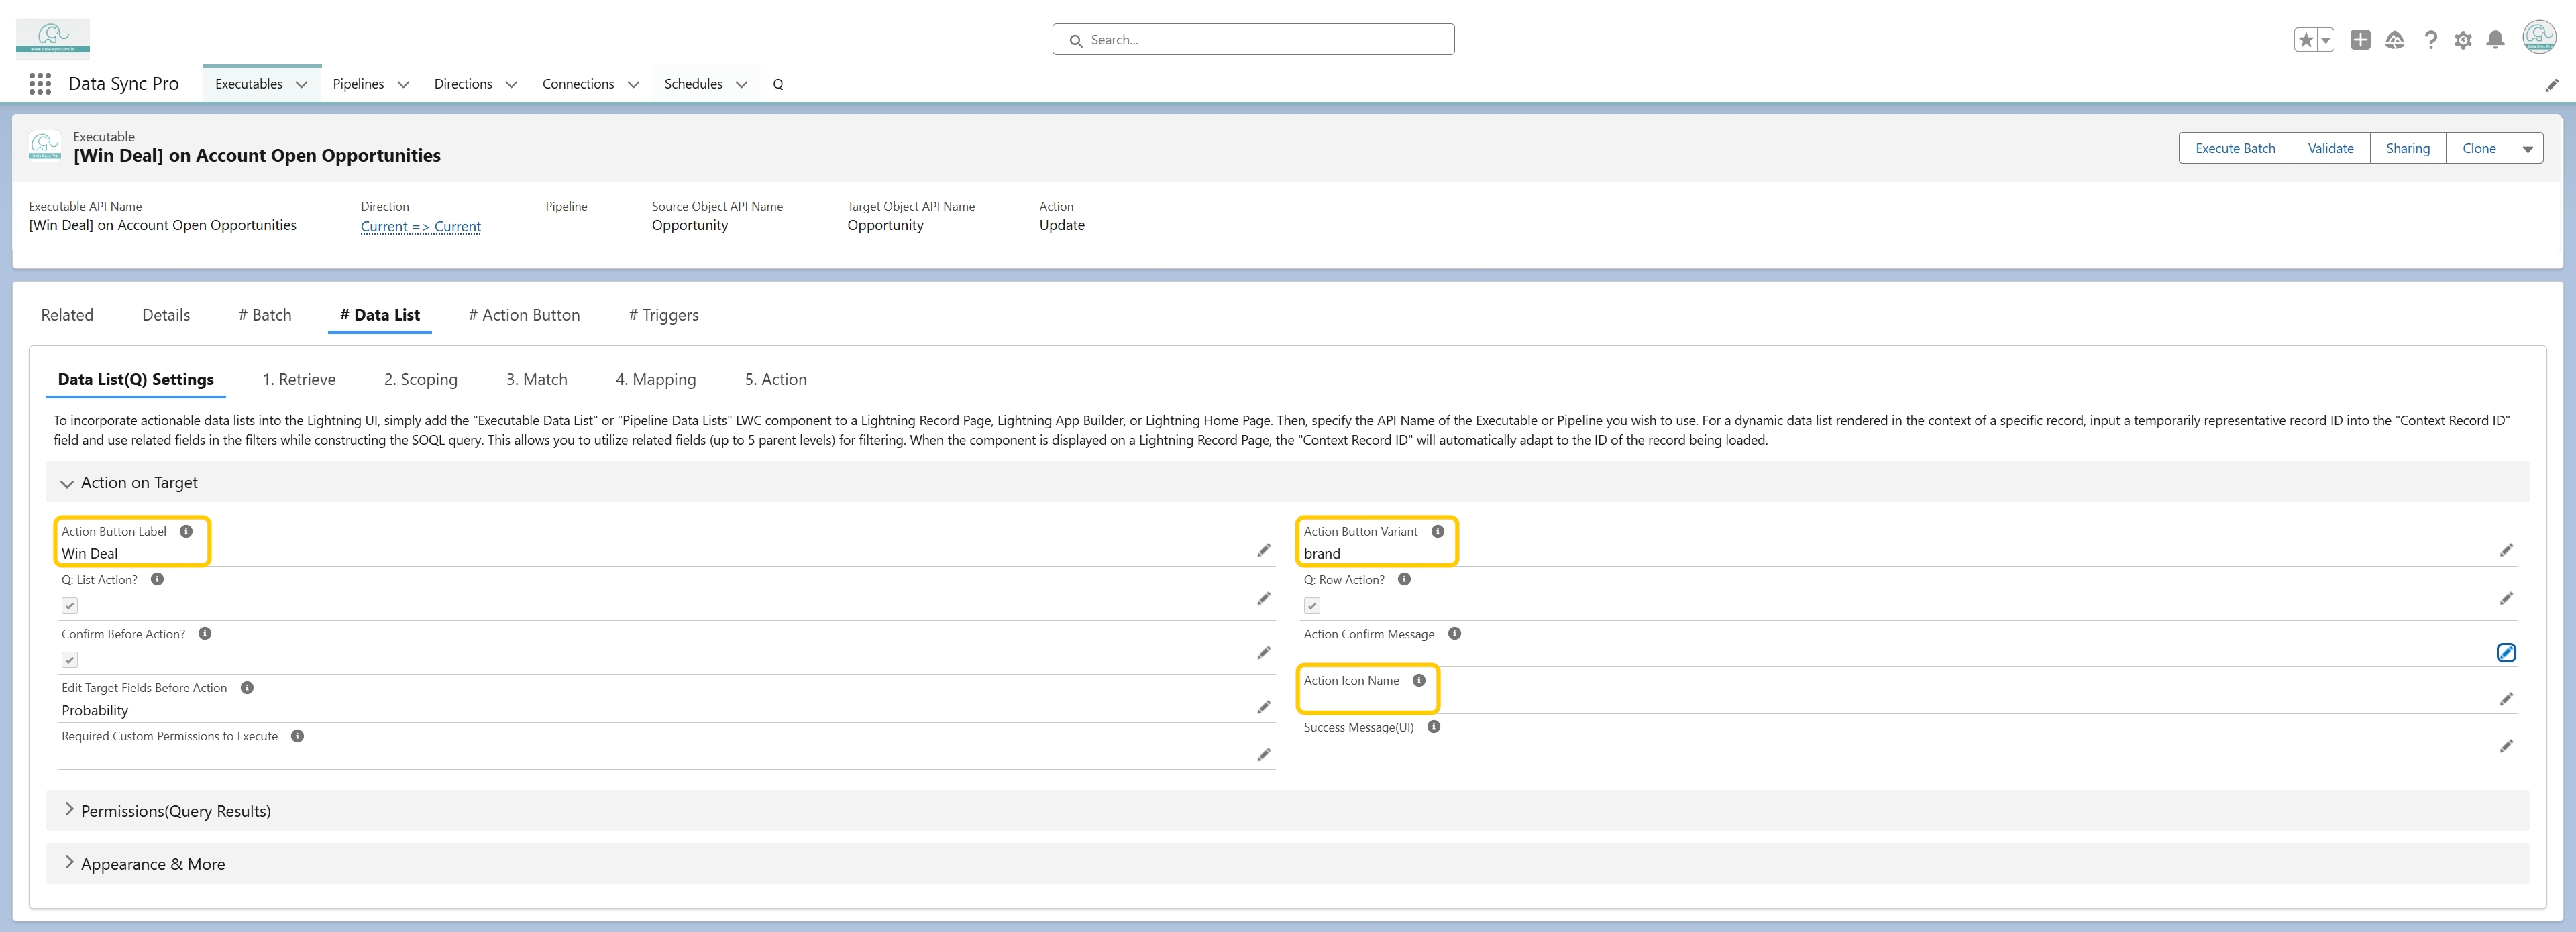 www.data-sync-pro.io
Search...
Data Sync Pro
Executables
Pipelines
Directions
Connections
Schedules
Q
Executable
[Win Deal] on Account Open Opportunities
Execute Batch
Validate
Sharing
Clone
Executable API Name
[Win Deal] on Account Open Opportunities
Direction
Current => Current
Pipeline
Source Object API Name
Opportunity
Target Object API Name
Opportunity
Action
Update
Related
Details
# Batch
# Data List
# Action Button
# Triggers
Data List(Q) Settings
1. Retrieve
2. Scoping
3. Match
4. Mapping
5. Action
To incorporate actionable data lists into the Lightning UI, simply add the "Executable Data List" or "Pipeline Data Lists" LWC component to a Lightning Record Page, Lightning App Builder, or Lightning Home Page. Then, specify the API Name of the Executable or Pipeline you wish to use. For a dynamic data list rendered in the context of a specific record, input a temporarily representative record ID into the "Context Record ID"
field and use related fields in the filters while constructing the SOQL query. This allows you to utilize related fields (up to 5 parent levels) for filtering. When the component is displayed on a Lightning Record Page, the "Context Record ID" will automatically adapt to the ID of the record being loaded.
Action on Target
Action Button Label
Win Deal
Action Button Variant
brand
Q: List Action?
Q: Row Action?
Confirm Before Action?
Action Confirm Message
Edit Target Fields Before Action
Probability
Action Icon Name
Required Custom Permissions to Execute
Success Message(UI)
Permissions(Query Results)
Appearance & More